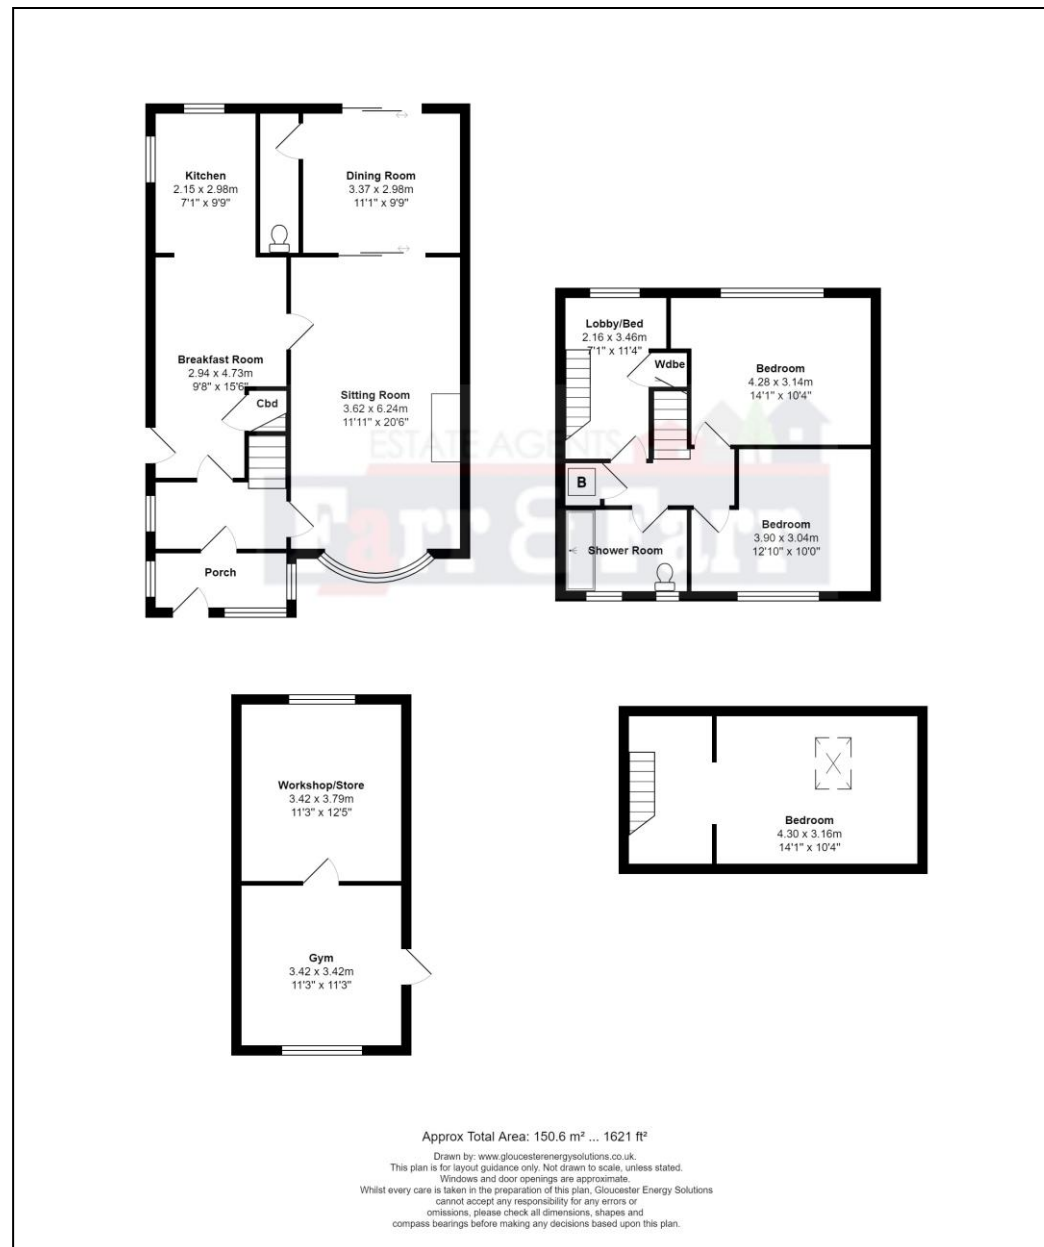 Kitchen
2.15 x 2.98m
7'1" x 9'9"
Dining Room
3.37 x 2.98m
11'1" x 9'9"
Breakfast Room
2.94 x 4.73m
9'8" x 15'6"
Cbd
Sitting Room
3.62 x 6.24m
11'11" x 20'6"
Porch
Lobby/Bed
2.16 x 3.46m
7'1" x 11'4"
Wdbe
Bedroom
4.28 x 3.14m
14'1" x 10'4"
B
Shower Room
Bedroom
3.90 x 3.04m
12'10" x 10'0"
ESTATE AGENTS
Farr & Farr
Workshop/Store
3.42 x 3.79m
11'3" x 12'5"
Gym
3.42 x 3.42m
11'3" x 11'3"
Bedroom
4.30 x 3.16m
14'1" x 10'4"
Approx Total Area: 150.6 m² ... 1621 ft²
Drawn by: www.gloucesterenergysolutions.co.uk.
This plan is for layout guidance only. Not drawn to scale, unless stated.
Windows and door openings are approximate.
Whilst every care is taken in the preparation of this plan, Gloucester Energy Solutions
cannot accept any responsibility for any errors or
omissions, please check all dimensions, shapes and
compass bearings before making any decisions based upon this plan.